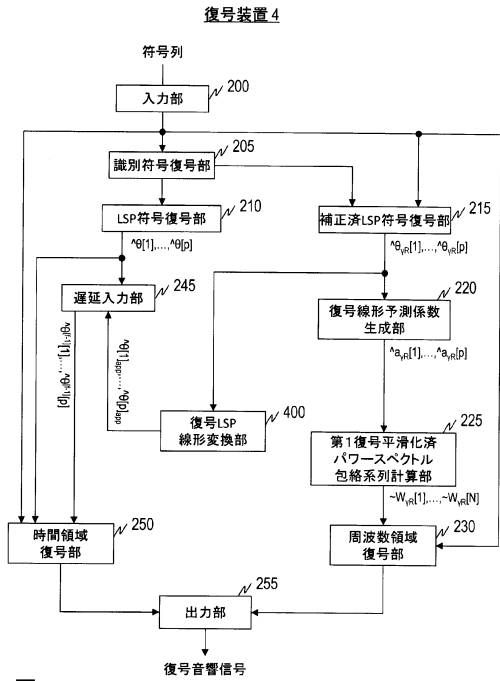 復号装置4
符号列
入力部
200
識別符号復号部
205
LSP符号復号部
210
補正済LSP符号復号部
215
^θ[1],...,^θ[p]
^θγR[1],...,^θγR[p]
遅延入力部
245
復号線形予測係数
生成部
220
^θ[f-1][1],...,^θ[f-1][p]
^θ[1]app,...,^θ[p]app
^aγR[1],...,^aγR[p]
復号LSP
線形変換部
400
第1復号平滑化済
パワースペクトル
包絡系列計算部
225
~WγR[1],...,~WγR[N]
時間領域
復号部
250
周波数領域
復号部
230
出力部
255
復号音響信号